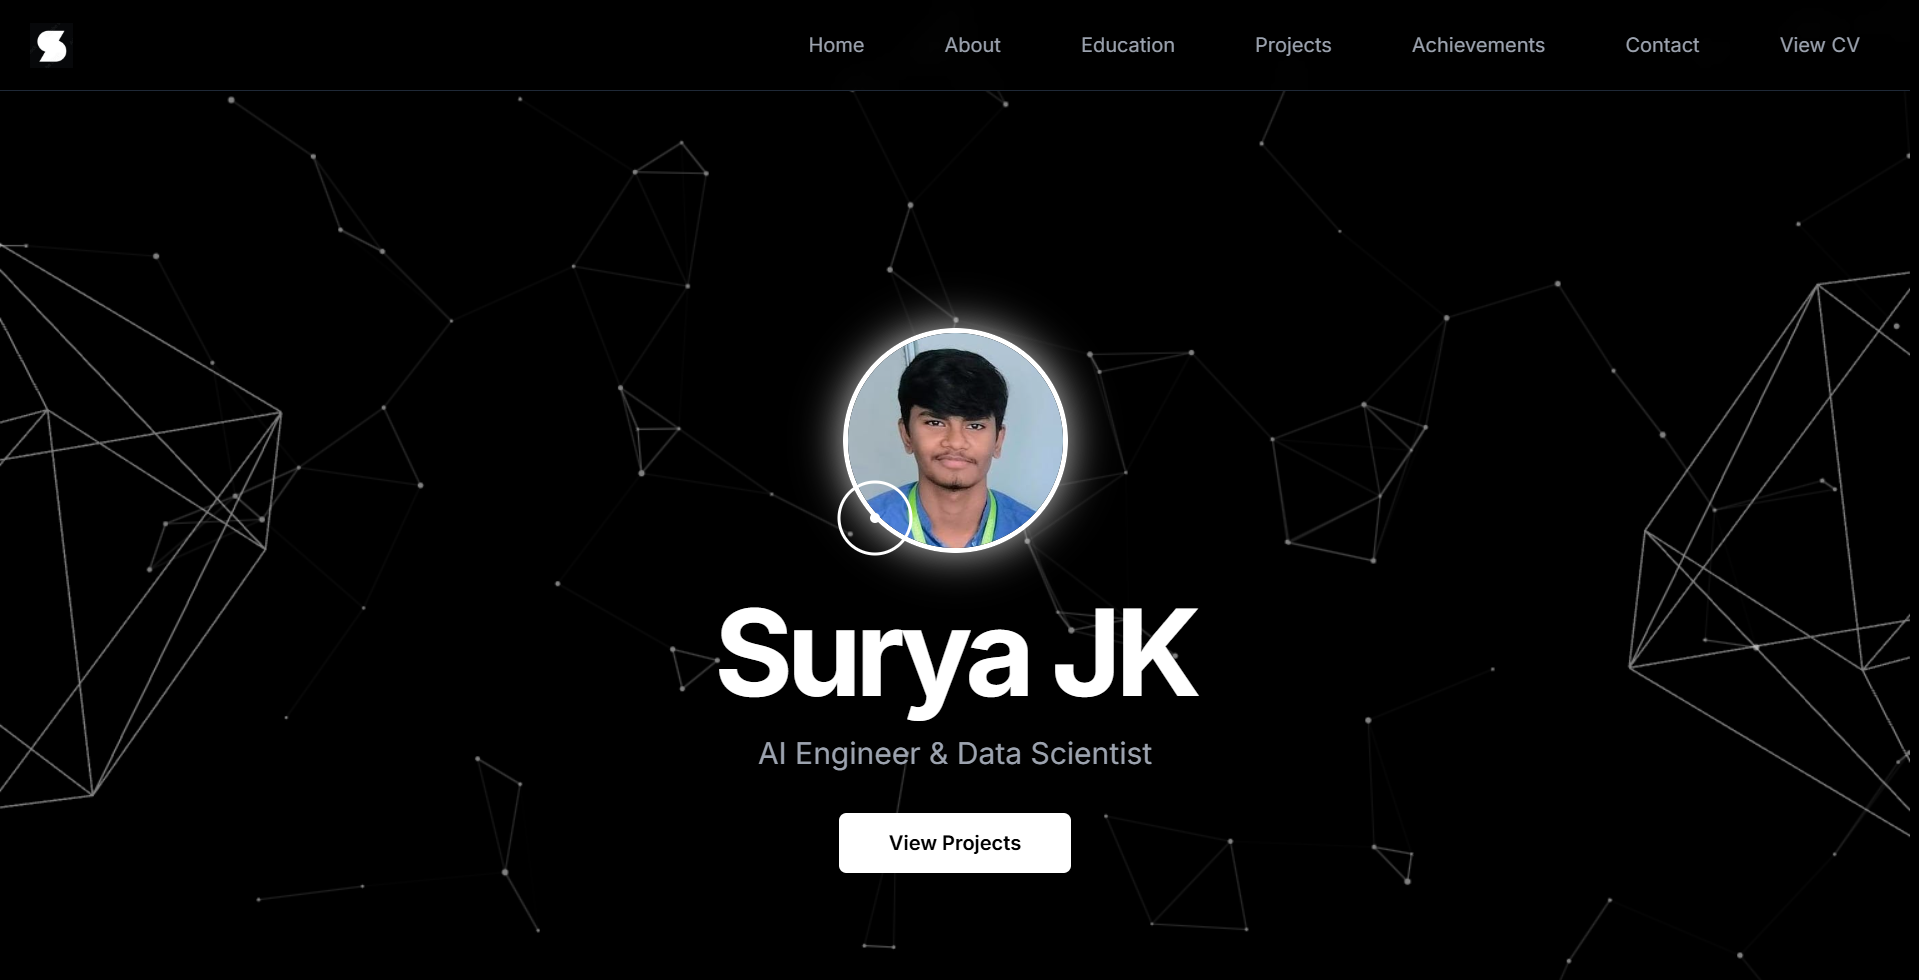 S
Home About Education Projects Achievements Contact View CV
Surya JK
AI Engineer & Data Scientist
View Projects